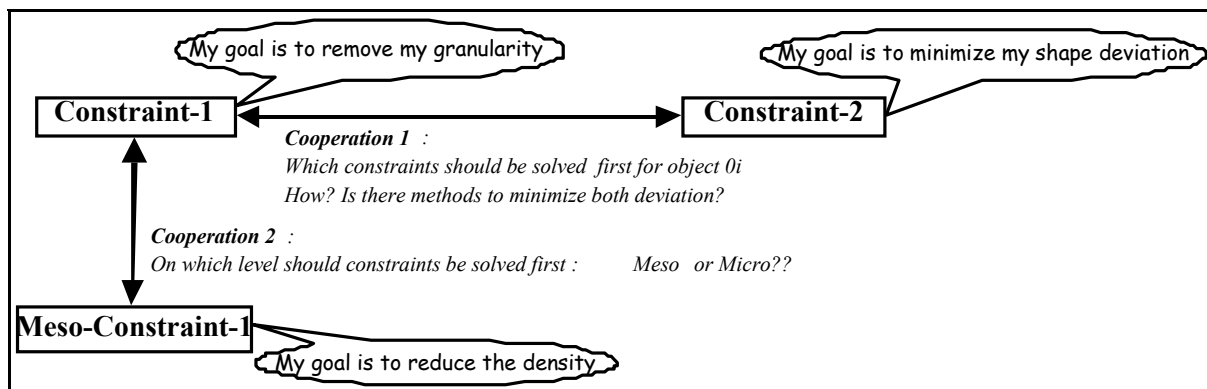 My goal is to remove my granularity
My goal is to minimize my shape deviation
Constraint-1
Constraint-2
Cooperation 1 :
Which constraints should be solved first for object 0i
How? Is there methods to minimize both deviation?
Cooperation 2 :
On which level should constraints be solved first : Meso or Micro??
Meso-Constraint-1
My goal is to reduce the density